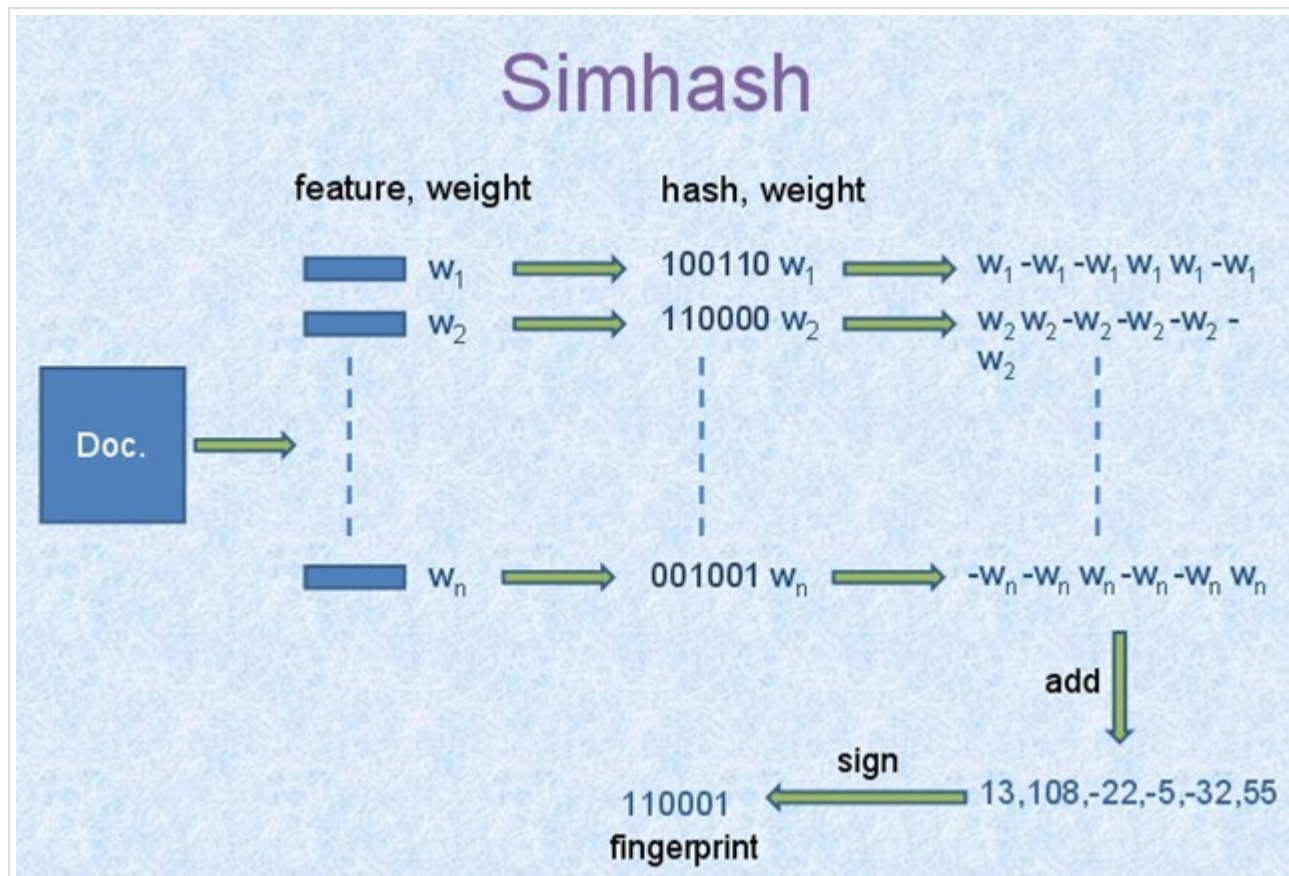 Simhash
feature, weight
hash, weight
w₁
100110 w₁
w₁ -w₁ -w₁ w₁ w₁ -w₁
w₂
110000 w₂
w₂ w₂ -w₂ -w₂ -w₂ -
w₂
Doc.
wₙ
001001 wₙ
-wₙ -wₙ wₙ -wₙ -wₙ wₙ
add
sign
13,108,-22,-5,-32,55
110001
fingerprint